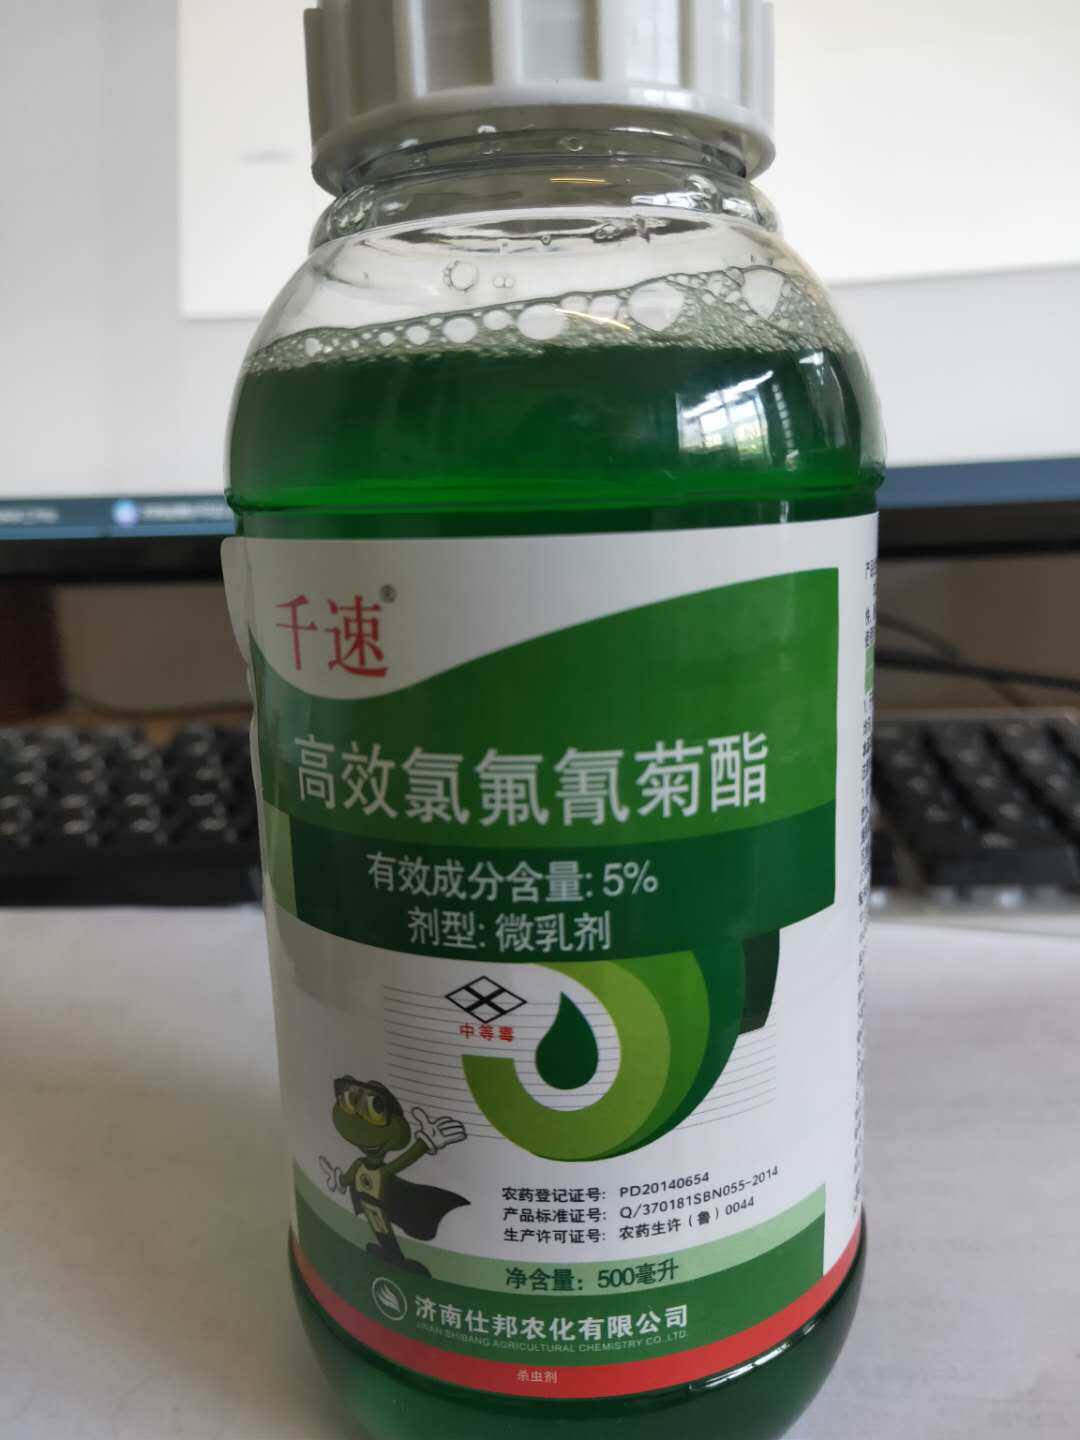 千速®
高效氯氟氰菊酯
有效成分含量: 5%
剂型: 微乳剂
中等毒
农药登记证号: PD20140654
产品标准证号: Q/370181SBN055-2014
生产许可证号: 农药生许（鲁）0044
净含量: 500毫升
济南仕邦农化有限公司
JINAN SHIBANG AGRICULTURAL CHEMISTRY CO.,LTD.
杀虫剂